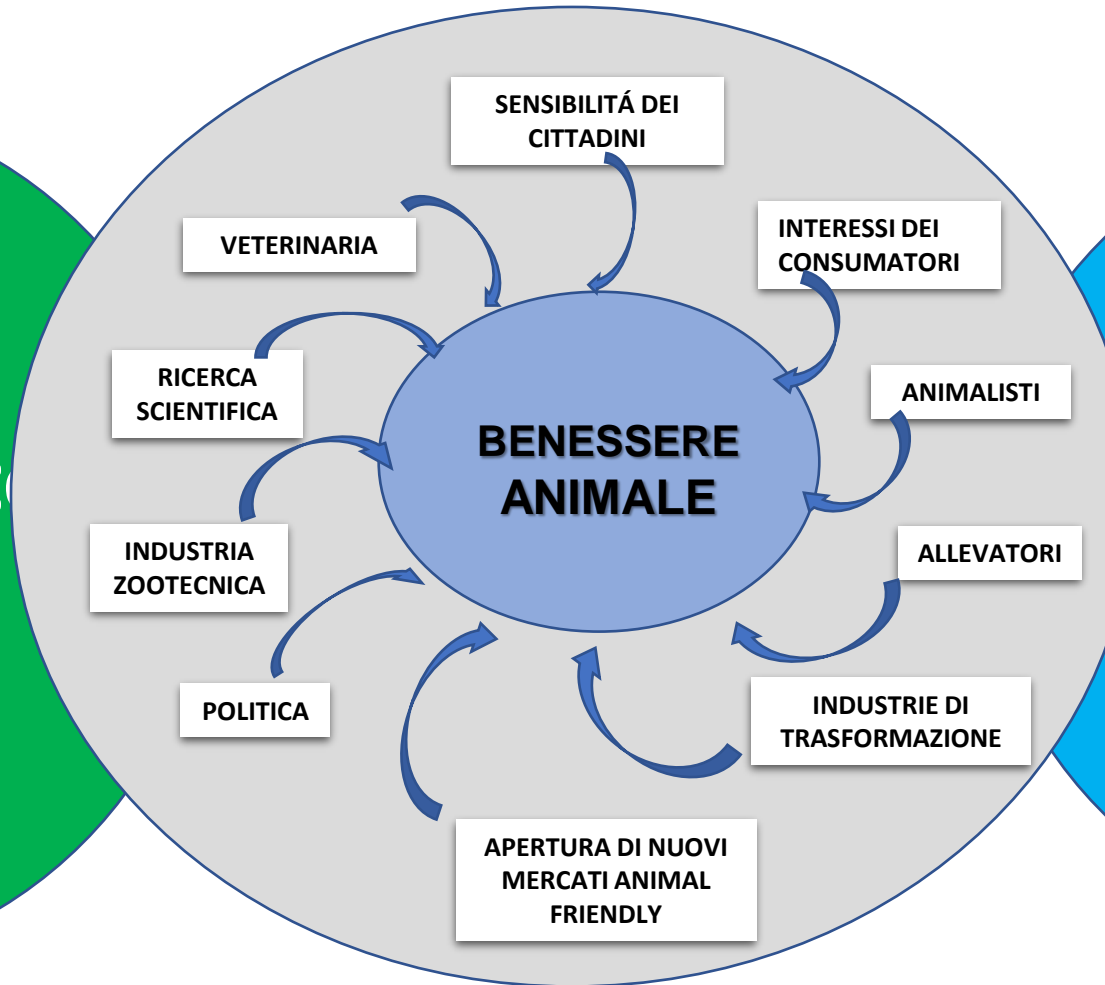 SENSIBILITÁ DEI
CITTADINI
VETERINARIA
INTERESSI DEI
CONSUMATORI
RICERCA
SCIENTIFICA
ANIMALISTI
BENESSERE
ANIMALE
INDUSTRIA
ZOOTECNICA
ALLEVATORI
POLITICA
INDUSTRIE DI
TRASFORMAZIONE
APERTURA DI NUOVI
MERCATI ANIMAL
FRIENDLY